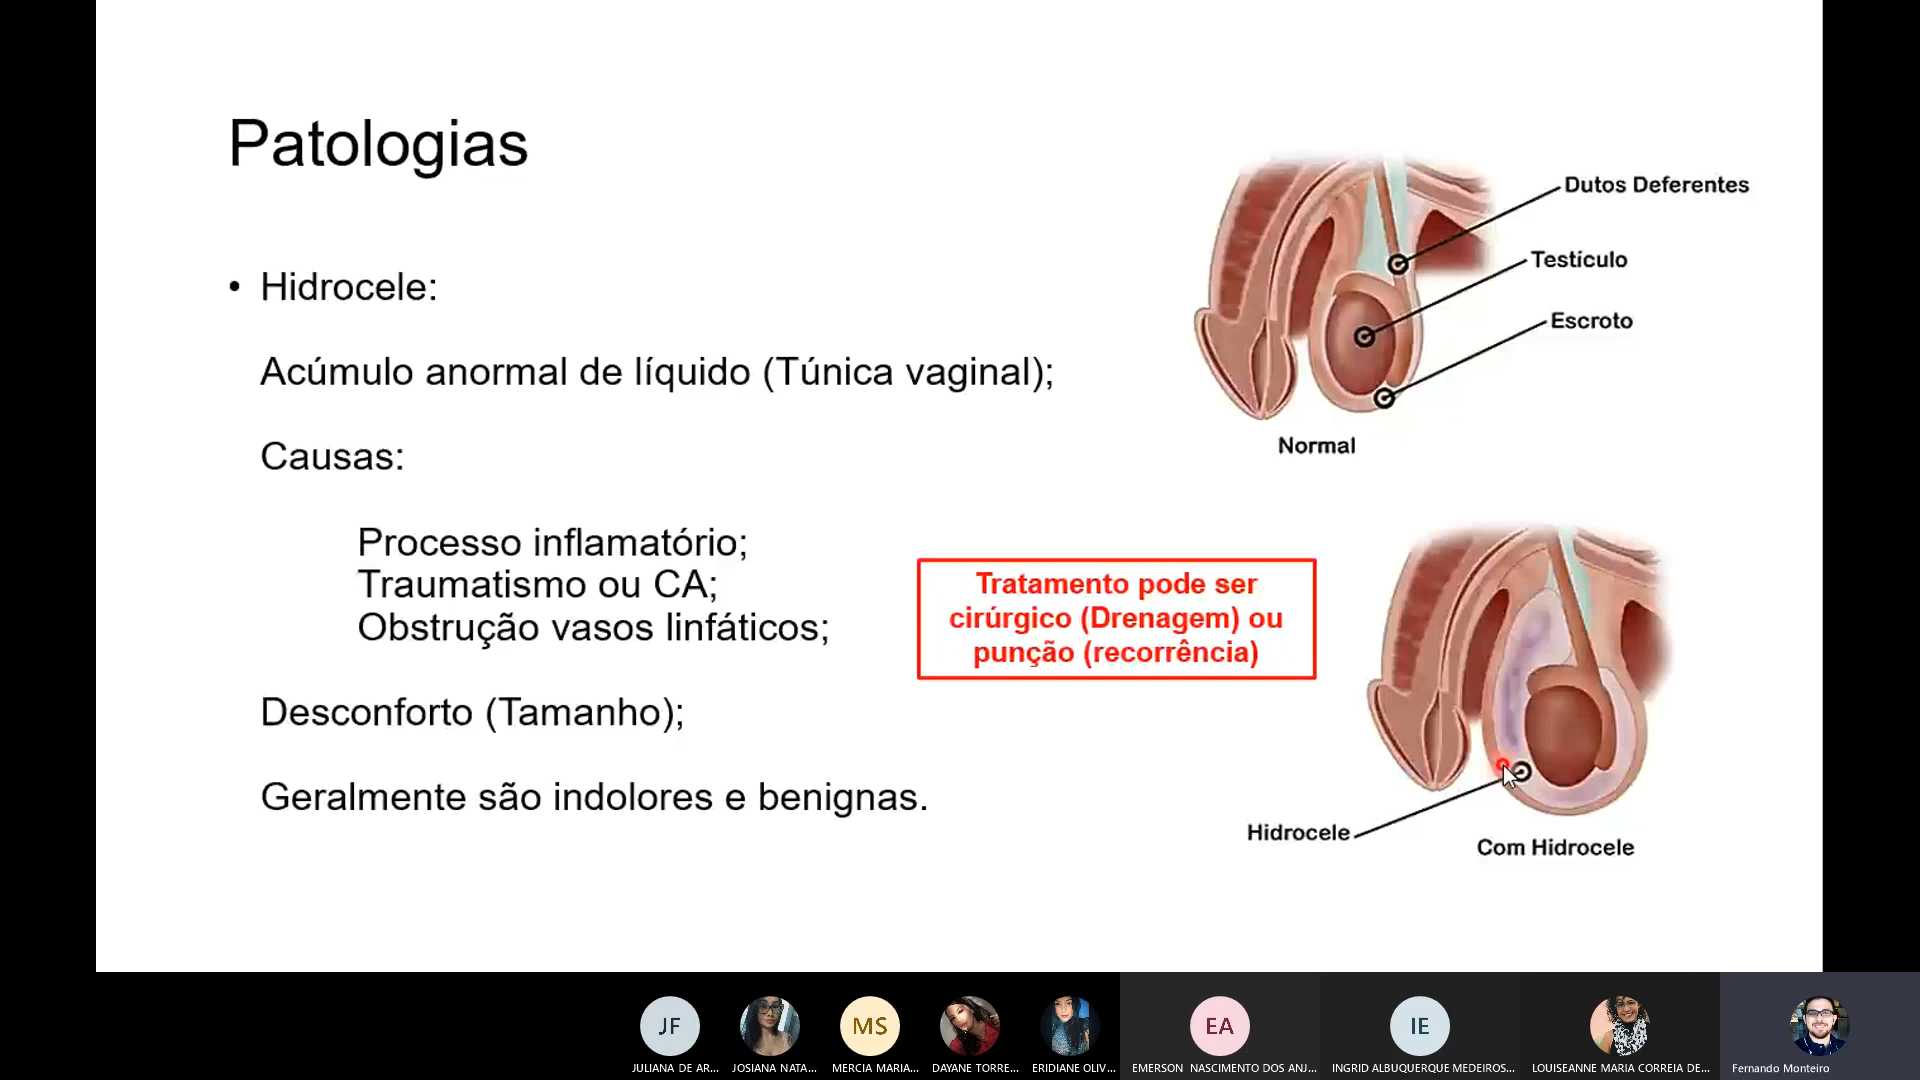 Patologias
• Hidrocele:
Acúmulo anormal de líquido (Túnica vaginal);
Causas:
Processo inflamatório;
Traumatismo ou CA;
Obstrução vasos linfáticos;
Desconforto (Tamanho);
Geralmente são indolores e benignas.
Tratamento pode ser
cirúrgico (Drenagem) ou
punção (recorrência)
Dutos Deferentes
Testículo
Escroto
Normal
Hidrocele
Com Hidrocele
JF
MS
EA
IE
JULIANA DE AR...
JOSIANA NATA...
MERCIA MARIA...
DAYANE TORRE...
ERIDIANE OLIV...
EMERSON NASCIMENTO DOS ANJ...
INGRID ALBUQUERQUE MEDEIROS...
LOUISEANNE MARIA CORREIA DE...
Fernando Monteiro